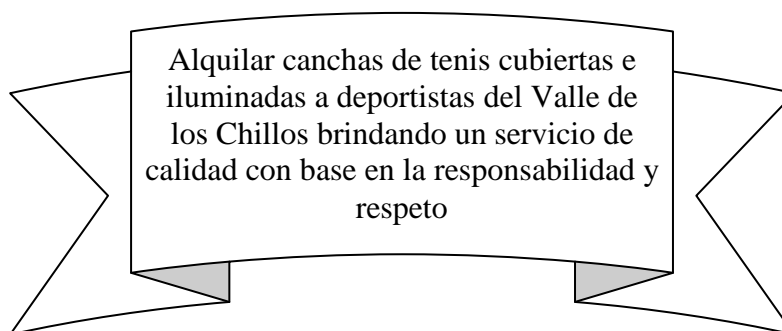 Alquilar canchas de tenis cubiertas e
iluminadas a deportistas del Valle de
los Chillos brindando un servicio de
calidad con base en la responsabilidad y
respeto